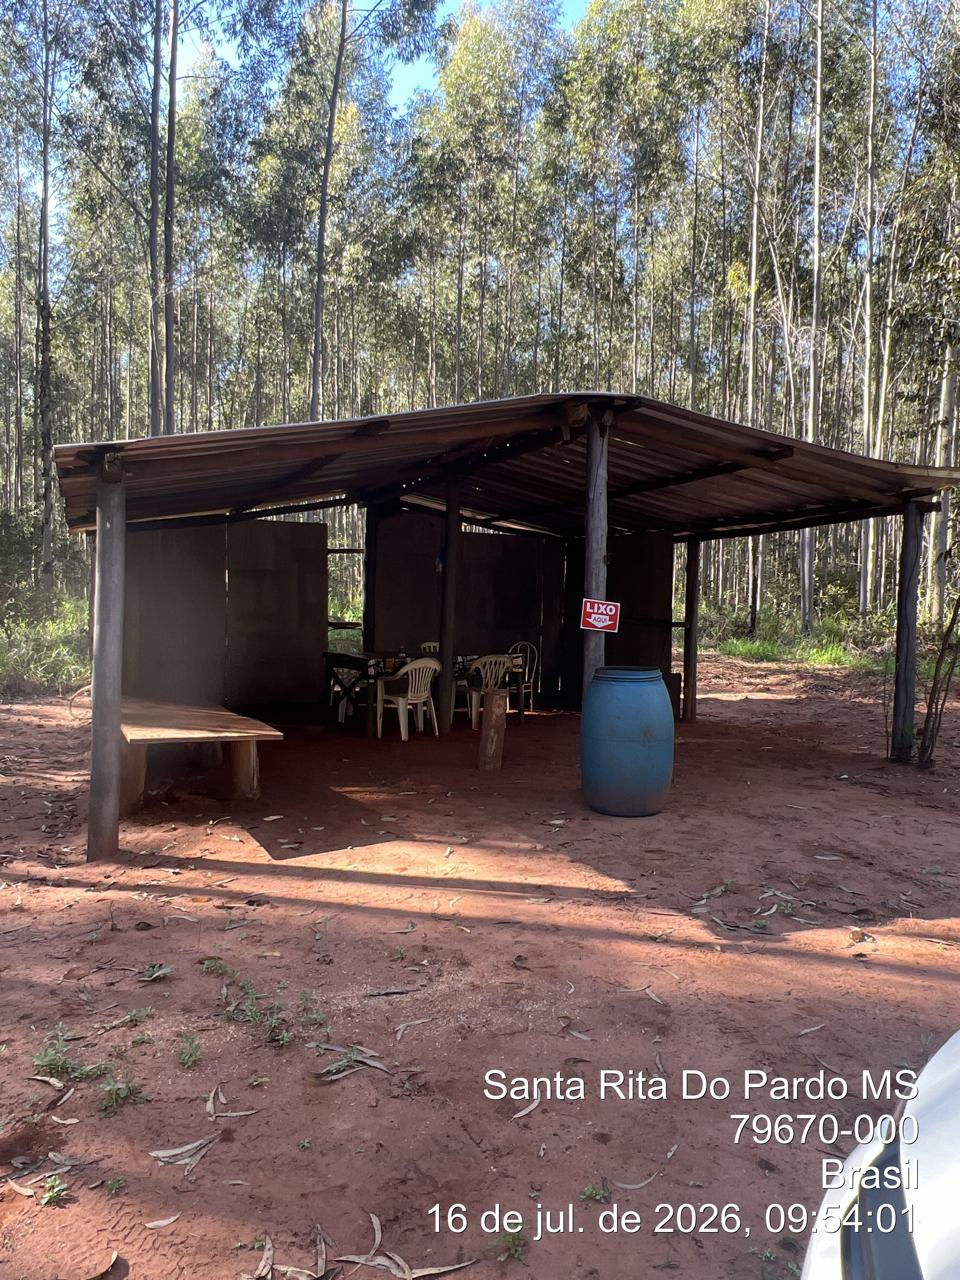 LIXO
AQUI
Santa Rita Do Pardo MS
79670-000
Brasil
16 de jul. de 2026, 09:54:01